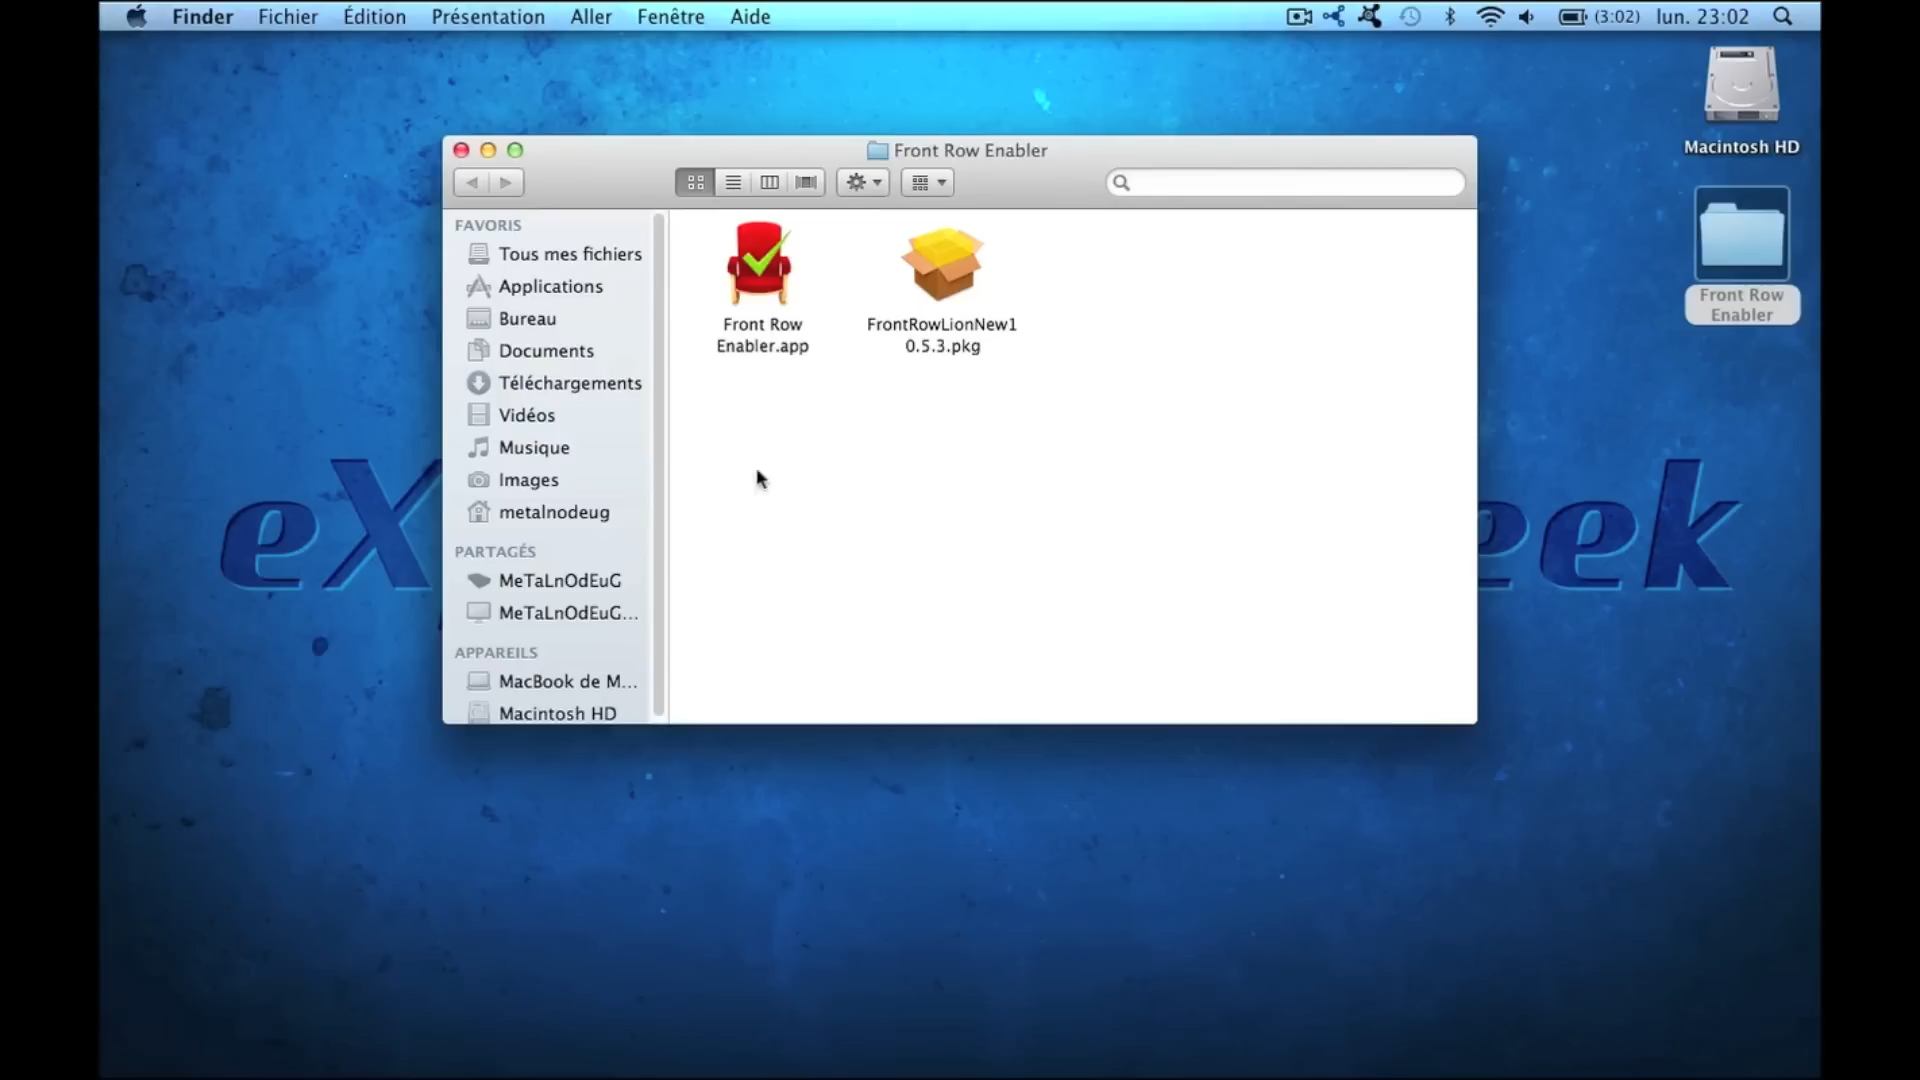 Finder Fichier Édition Présentation Aller Fenêtre Aide (3:02) lun. 23:02
Macintosh HD
Front Row
Enabler
Front Row Enabler
FAVORIS
Tous mes fichiers
Applications
Bureau
Documents
Téléchargements
Vidéos
Musique
Images
metalnodeug
PARTAGÉS
MeTaLnOdEuG
MeTaLnOdEuG...
APPAREILS
MacBook de M...
Macintosh HD
Front Row
Enabler.app
FrontRowLionNew1
0.5.3.pkg
eX eek